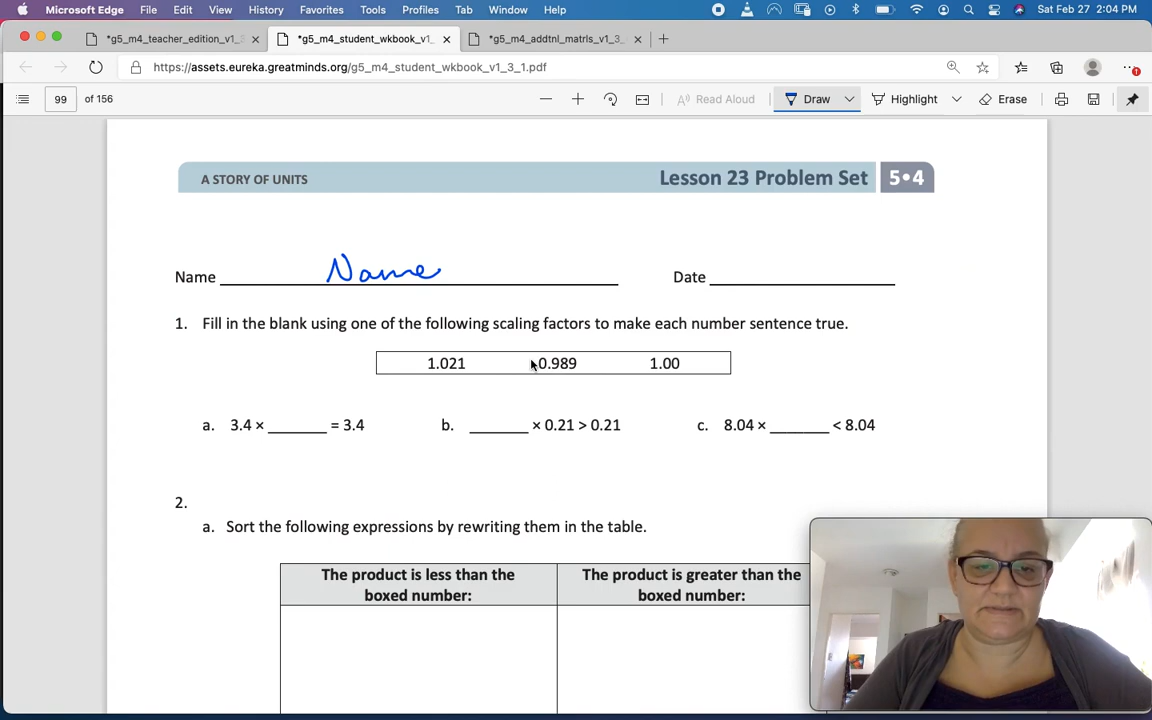 Microsoft Edge File Edit View History Favorites Tools Profiles Tab Window Help Sat Feb 27 2:04 PM
*g5_m4_teacher_edition_v1_ *g5_m4_student_wkbook_v1_ *g5_m4_addtnl_matrls_v1_3_
https://assets.eureka.greatminds.org/g5_m4_student_wkbook_v1_3_1.pdf
99 of 156 Read Aloud Draw Highlight Erase
A STORY OF UNITS Lesson 23 Problem Set 5•4
Name Name Date
1. Fill in the blank using one of the following scaling factors to make each number sentence true.
1.021 0.989 1.00
a. 3.4 × _______ = 3.4 b. _______ × 0.21 > 0.21 c. 8.04 × _______ < 8.04
2.
a. Sort the following expressions by rewriting them in the table.
The product is less than the The product is greater than the
boxed number: boxed number: